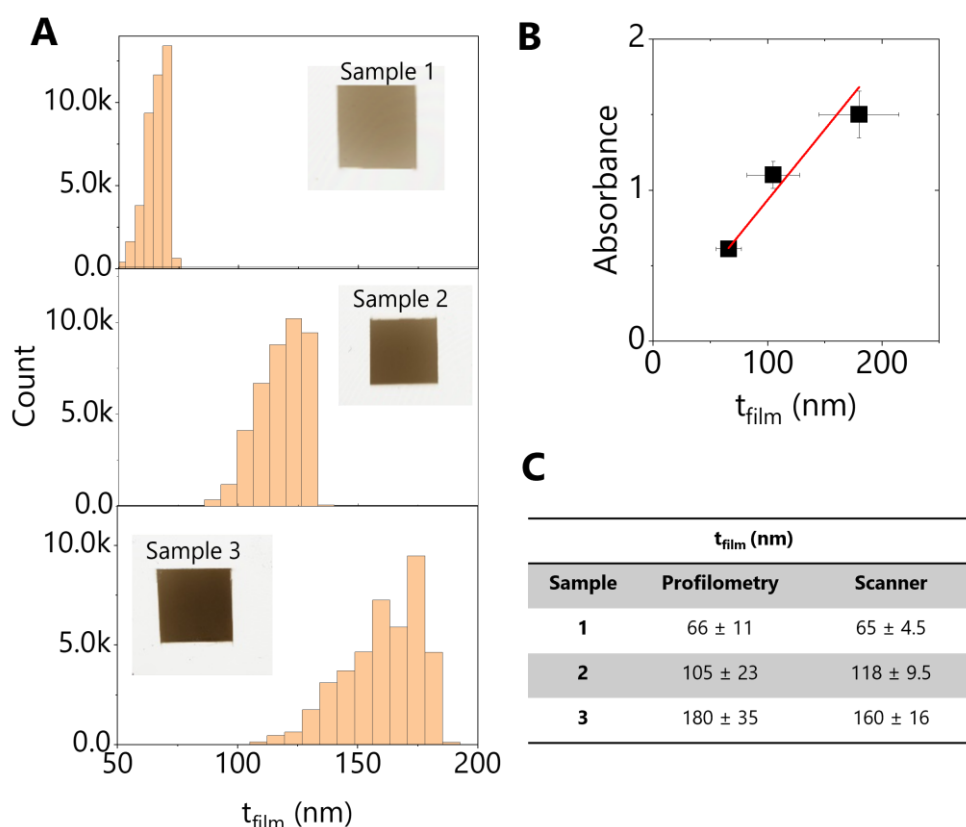 A
Sample 1
10.0k
5.0k
0.0
Sample 2
10.0k
5.0k
0.0
Count
Sample 3
10.0k
5.0k
0.0
50 100 150 200
t_film (nm)
B
2
1
0
Absorbance
0 100 200
t_film (nm)
C
t_film (nm)
Sample Profilometry Scanner
1 66 ± 11 65 ± 4.5
2 105 ± 23 118 ± 9.5
3 180 ± 35 160 ± 16